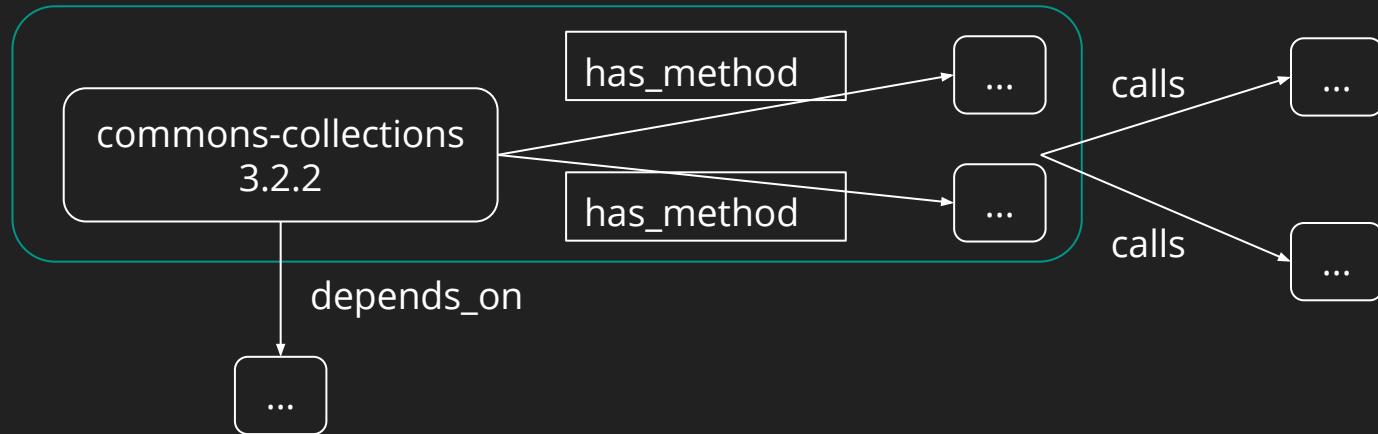 has_method
...
...
calls
commons-collections
3.2.2
has_method
...
calls
...
depends_on
...